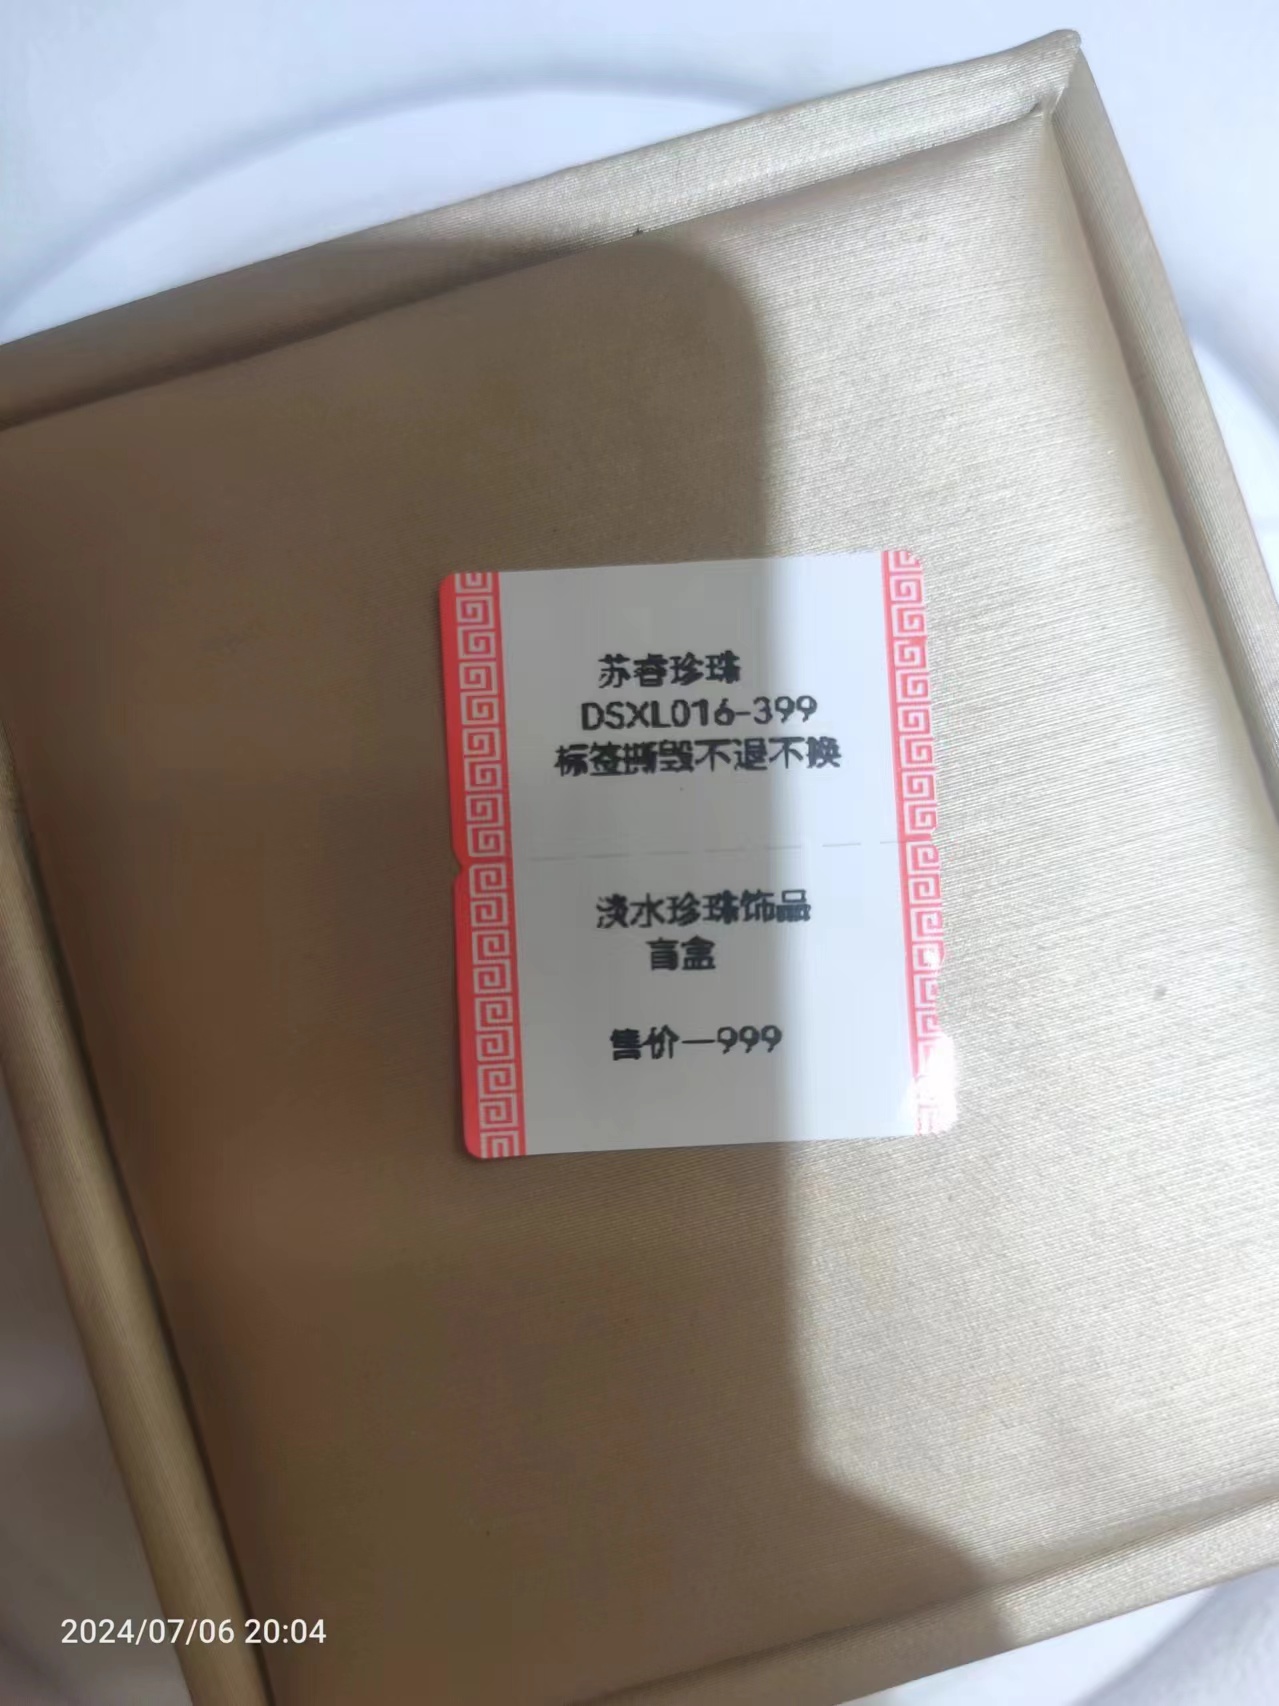 苏睿珍珠
DSXL016-399
标签撕毁不退不换
淡水珍珠饰品
盲盒
售价—999
2024/07/06 20:04